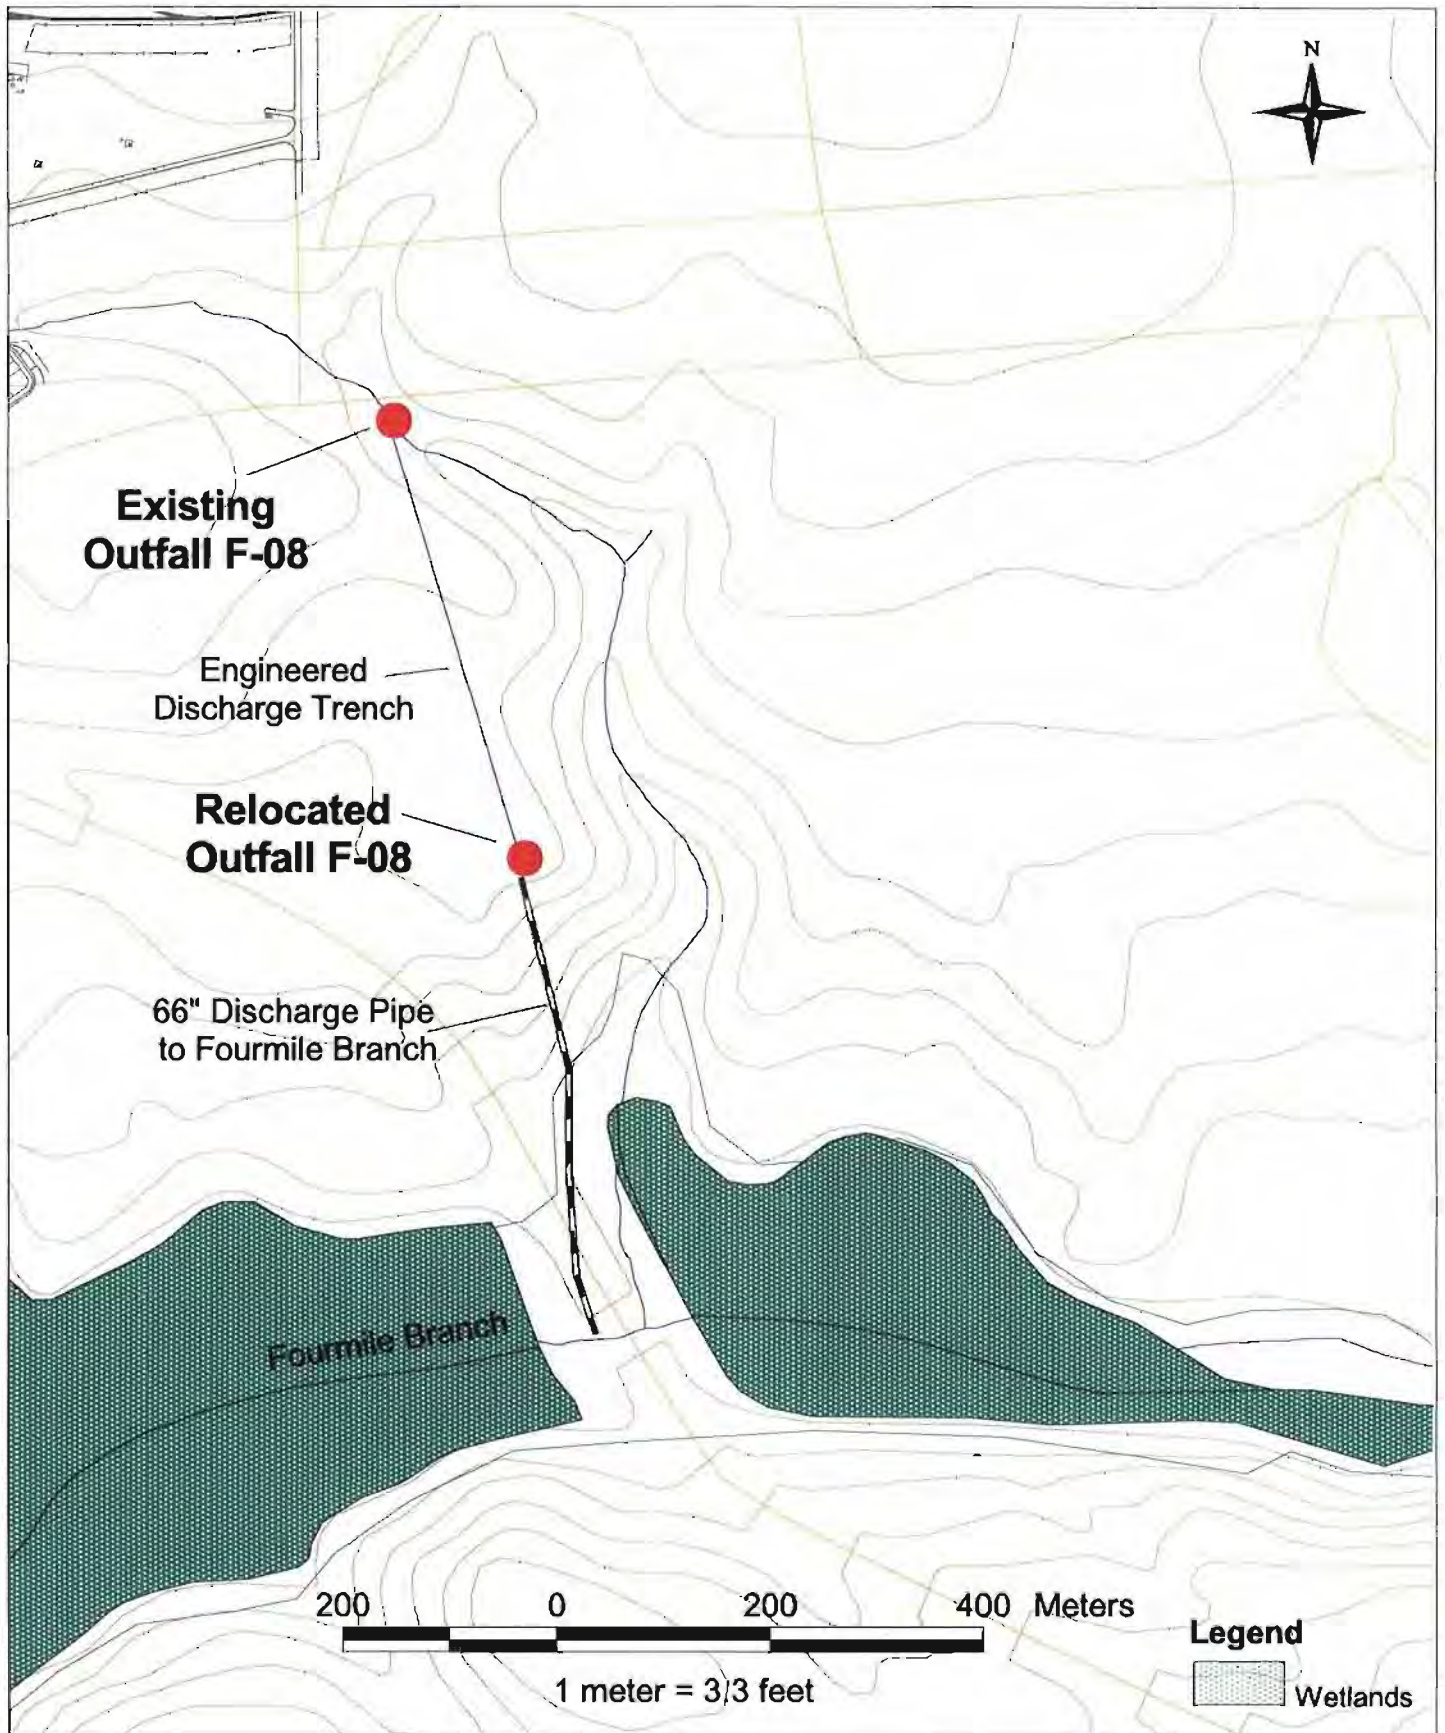 N
Existing
Outfall F-08
Engineered
Discharge Trench
Relocated
Outfall F-08
66" Discharge Pipe
to Fourmile Branch
Fourmile Branch
200 0 200 400 Meters
1 meter = 3.3 feet
Legend
Wetlands